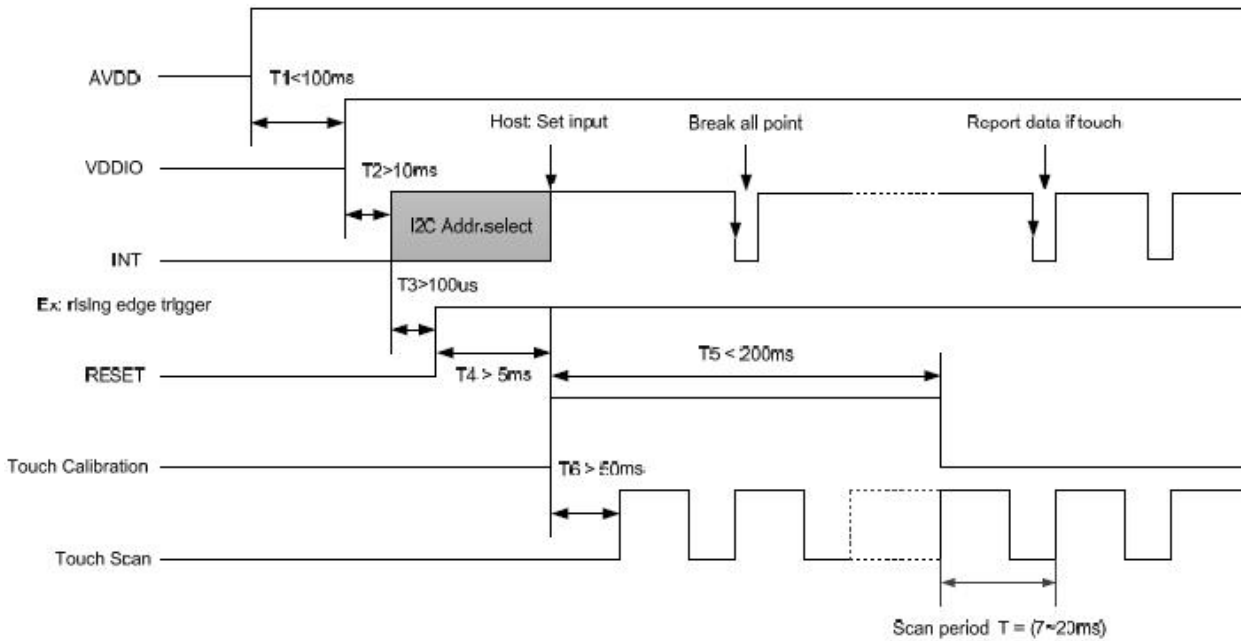 AVDD
T1<100ms
Host: Set input
Break all point
Report data if touch
VDDIO
T2>10ms
I2C Addr.select
INT
T3>100us
Ex: rising edge trigger
T5 < 200ms
RESET
T4 > 5ms
Touch Calibration
T6 > 50ms
Touch Scan
Scan period T = (7~20ms)